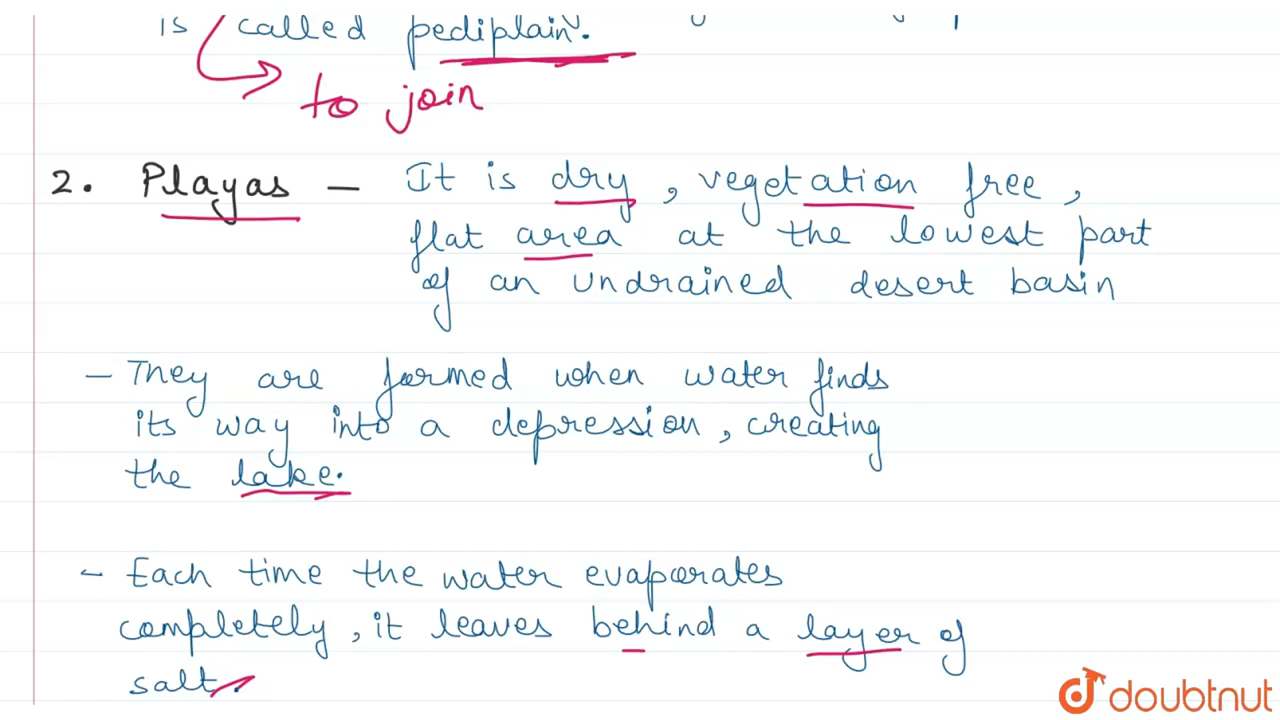 is called pediplain.
to join
2. Playas – It is dry, vegetation free,
flat area at the lowest part
of an undrained desert basin
– They are formed when water finds
its way into a depression, creating
the lake.
- Each time the water evaporates
completely, it leaves behind a layer of
salt.
doubtnut